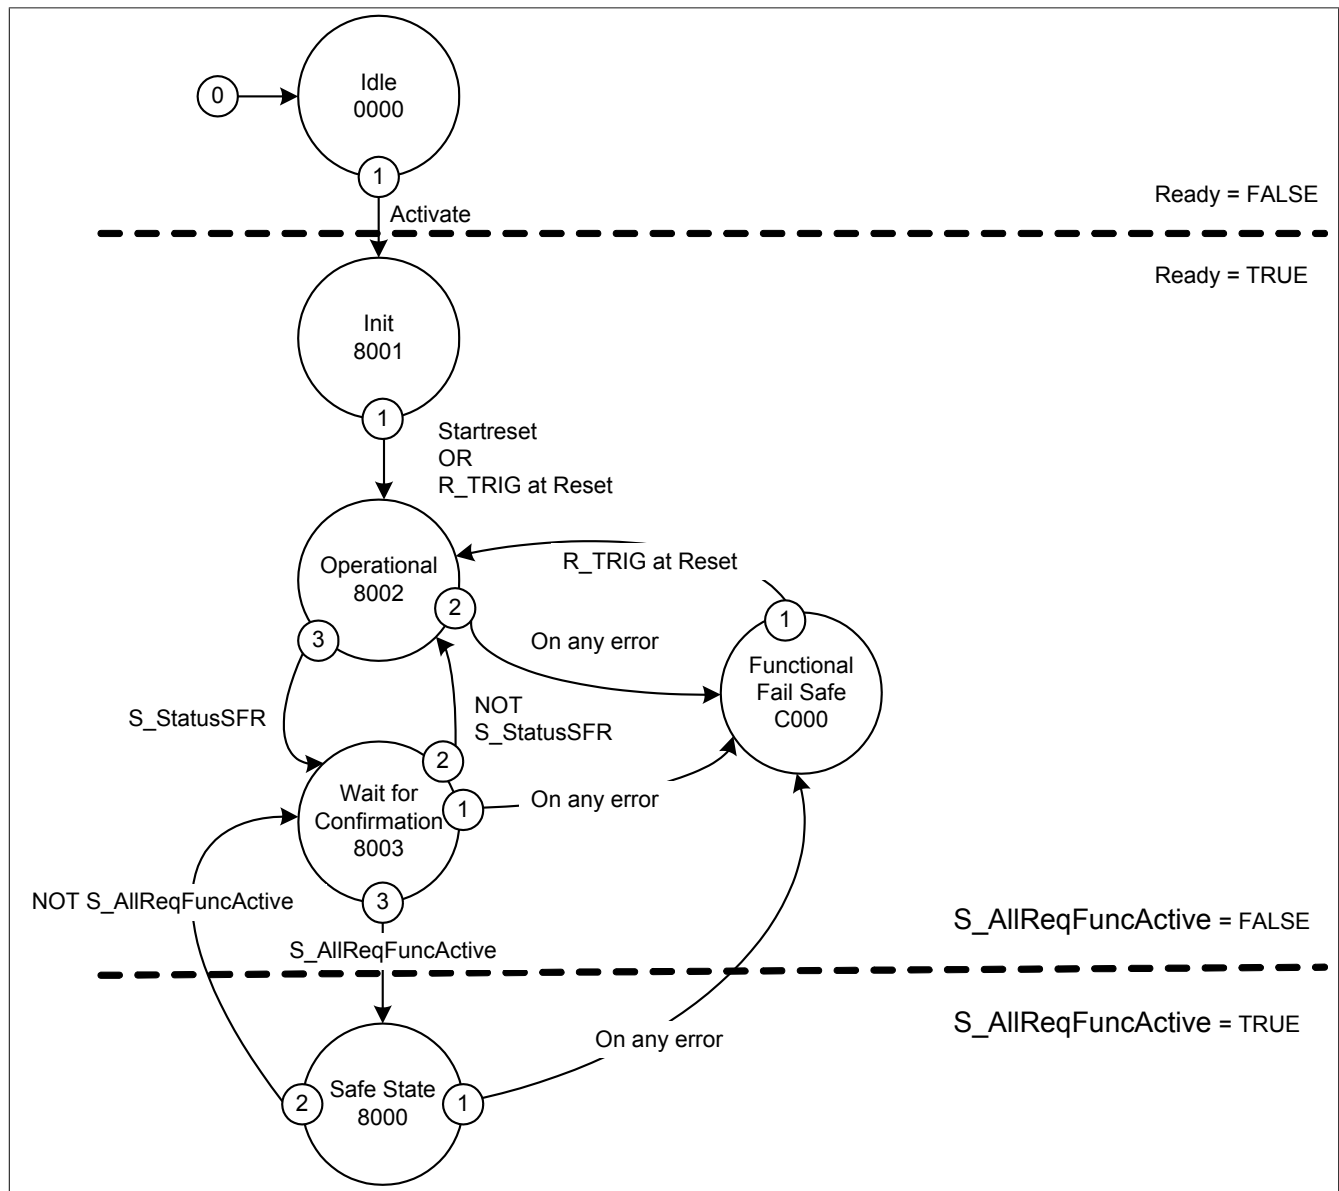 Idle
0000
0
1
Activate
Ready = FALSE
Ready = TRUE
Init
8001
1
Startreset
OR
R_TRIG at Reset
Operational
8002
2
3
R_TRIG at Reset
1
On any error
Functional
Fail Safe
C000
S_StatusSFR
NOT
S_StatusSFR
2
Wait for
Confirmation
8003
1
On any error
3
NOT S_AllReqFuncActive
S_AllReqFuncActive
S_AllReqFuncActive = FALSE
S_AllReqFuncActive = TRUE
On any error
Safe State
8000
2
1